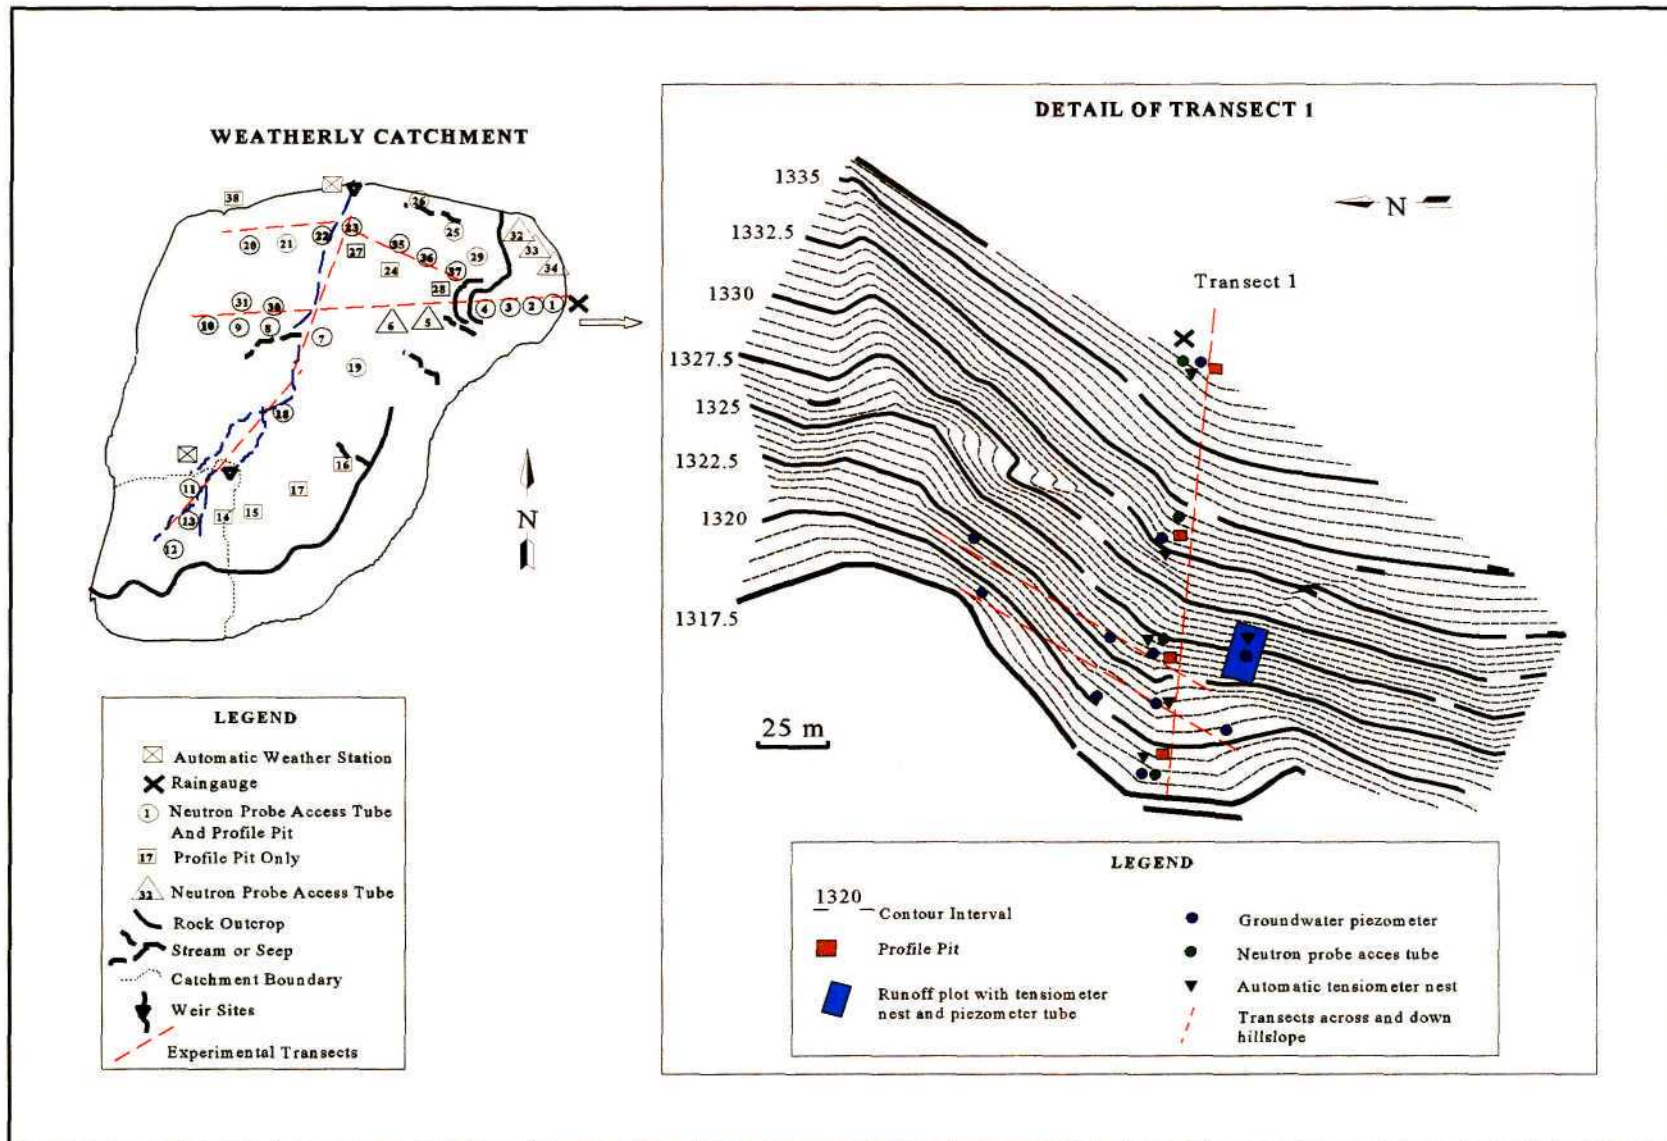 WEATHERLY CATCHMENT
38
26
20
21
22
23
25
32
27
35
33
36
29
24
37
34
28
31
30
4
3
2
1
10
9
8
6
5
7
19
18
16
11
17
13
14
15
12
N
LEGEND
Automatic Weather Station
Raingauge
1 Neutron Probe Access Tube
And Profile Pit
17 Profile Pit Only
32 Neutron Probe Access Tube
Rock Outcrop
Stream or Seep
Catchment Boundary
Weir Sites
Experimental Transects
DETAIL OF TRANSECT 1
1335
N
1332.5
Transect 1
1330
1327.5
1325
1322.5
1320
1317.5
25 m
LEGEND
1320
Contour Interval
Profile Pit
Runoff plot with tensiometer
nest and piezometer tube
Groundwater piezometer
Neutron probe acces tube
Automatic tensiometer nest
Transects across and down
hillslope